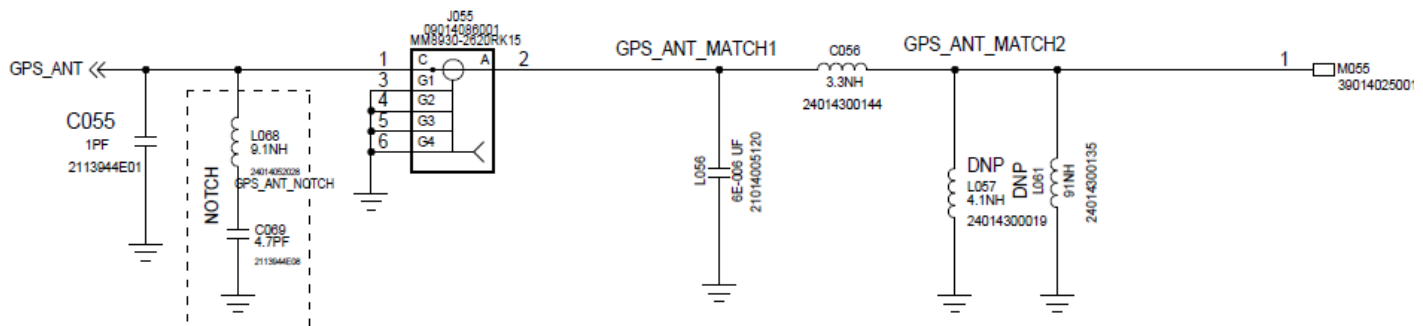 J055
09014086001
MM8930-2620RK15
GPS_ANT
1
C
A
2
3
G1
4
G2
5
G3
6
G4
GPS_ANT_MATCH1
C056
3.3NH
24014300144
GPS_ANT_MATCH2
1
M055
39014025001
C055
1PF
2113944E01
NOTCH
L068
9.1NH
24014052028
GPS_ANT_NOTCH
C069
4.7PF
2113944E08
L056
6E-006 UF
21014005120
DNP
L057
4.1NH
24014300019
DNP
L061
91NH
24014300135